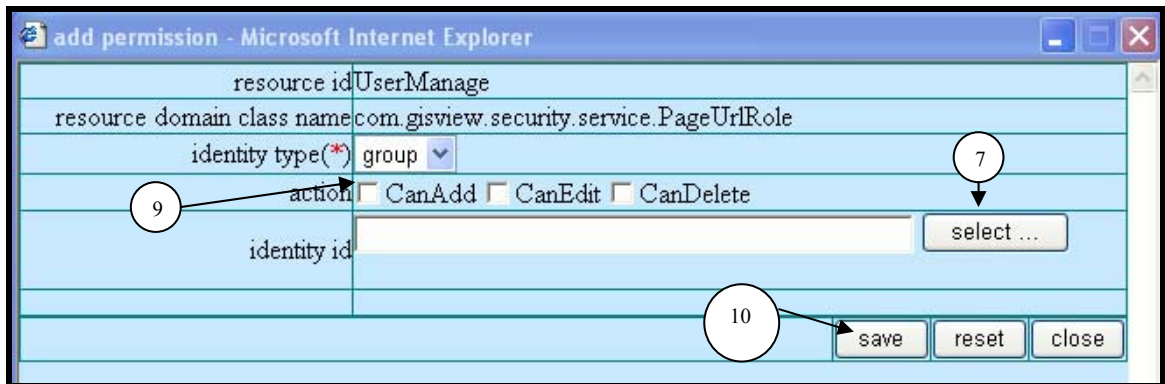 add permission - Microsoft Internet Explorer
resource id UserManage
resource domain class name com.gisview.security.service.PageUrlRole
identity type(*) group
7
9
action CanAdd CanEdit CanDelete
identity id select ...
10
save reset close